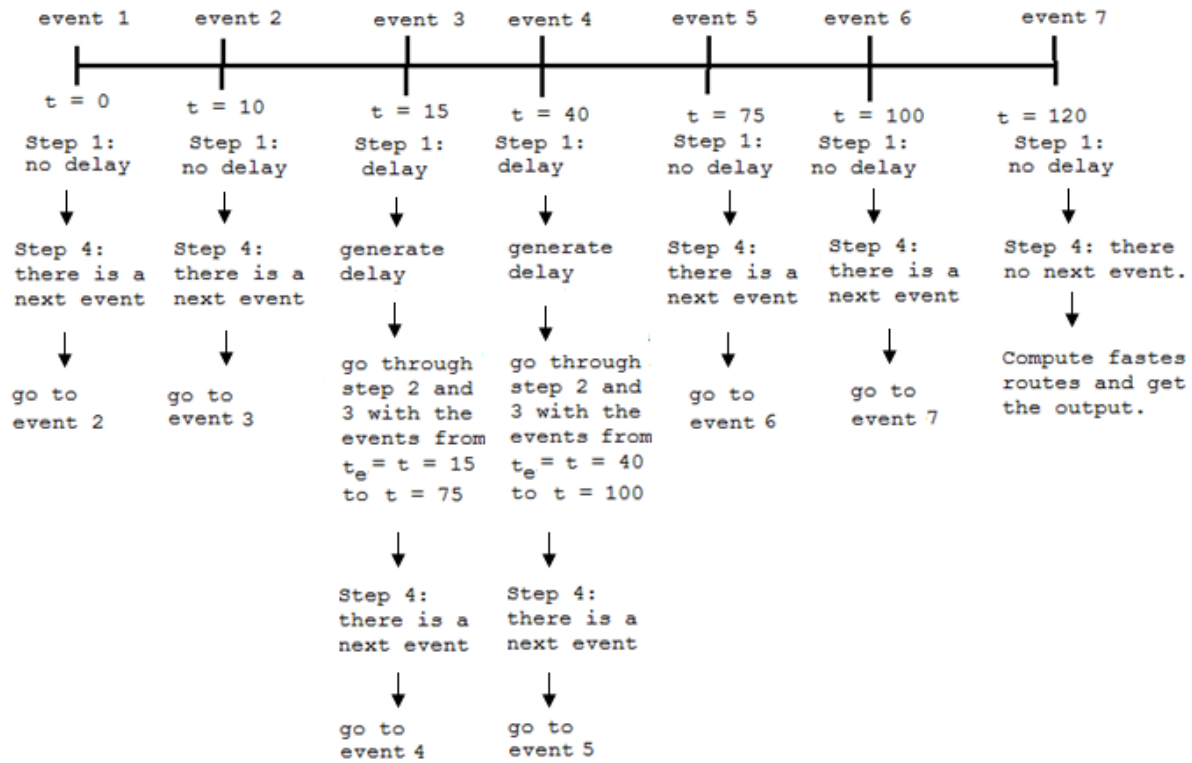 event 1
event 2
event 3
event 4
event 5
event 6
event 7
t = 0
t = 10
t = 15
t = 40
t = 75
t = 100
t = 120
Step 1:
no delay
Step 4:
there is a
next event
go to
event 2
Step 1:
no delay
Step 4:
there is a
next event
go to
event 3
Step 1:
delay
generate
delay
go through
step 2 and
3 with the
events from
te= t = 15
to t = 75
Step 4:
there is a
next event
go to
event 4
Step 1:
delay
generate
delay
go through
step 2 and
3 with the
events from
te= t = 40
to t = 100
Step 4:
there is a
next event
go to
event 5
Step 1:
no delay
Step 4:
there is a
next event
go to
event 6
Step 1:
no delay
Step 4:
there is a
next event
go to
event 7
Step 1:
no delay
Step 4: there
no next event.
Compute fastes
routes and get
the output.